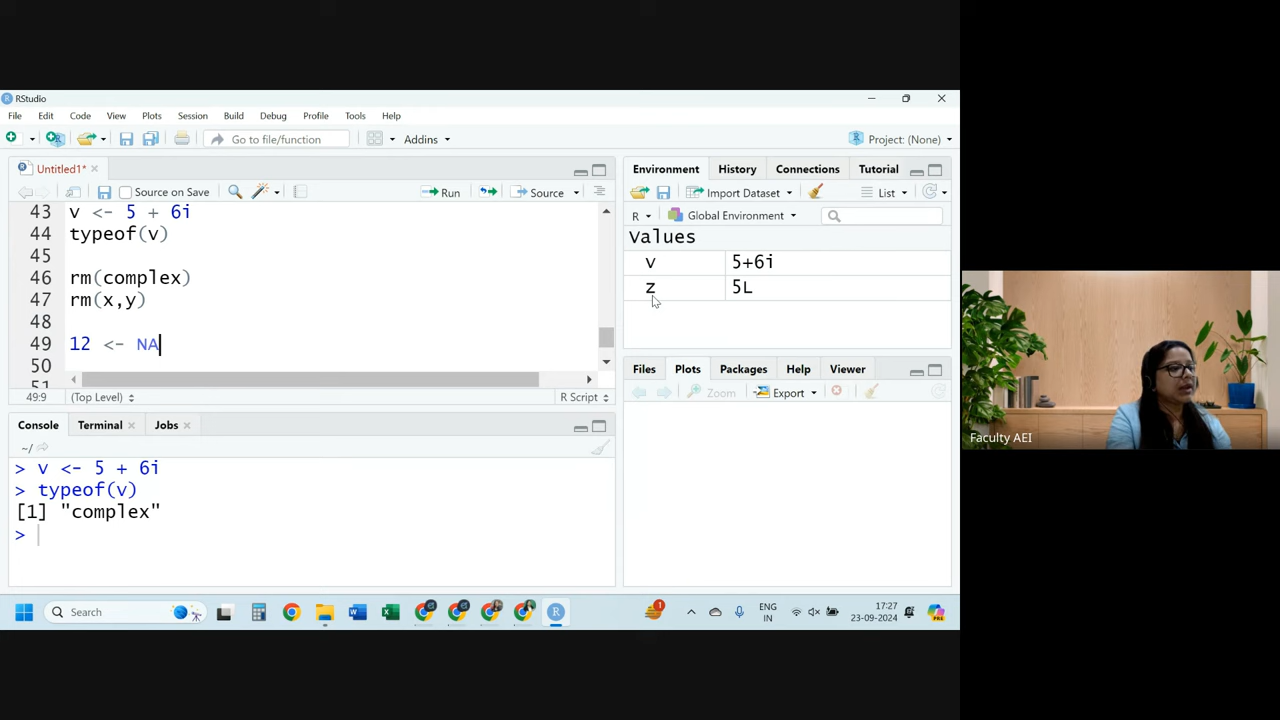 RStudio
File Edit Code View Plots Session Build Debug Profile Tools Help
Go to file/function Addins Project: (None)
Untitled1*
Source on Save Run Source
43 v <- 5 + 6i
44 typeof(v)
45
46 rm(complex)
47 rm(x,y)
48
49 12 <- NA
50
51
49:9 (Top Level) R Script
Console Terminal Jobs
~/
> v <- 5 + 6i
> typeof(v)
[1] "complex"
>
Environment History Connections Tutorial
Import Dataset List
R Global Environment
Values
v 5+6i
z 5L
Files Plots Packages Help Viewer
Zoom Export
Faculty AEI
Search
1
ENG
IN
17:27
23-09-2024
PRE